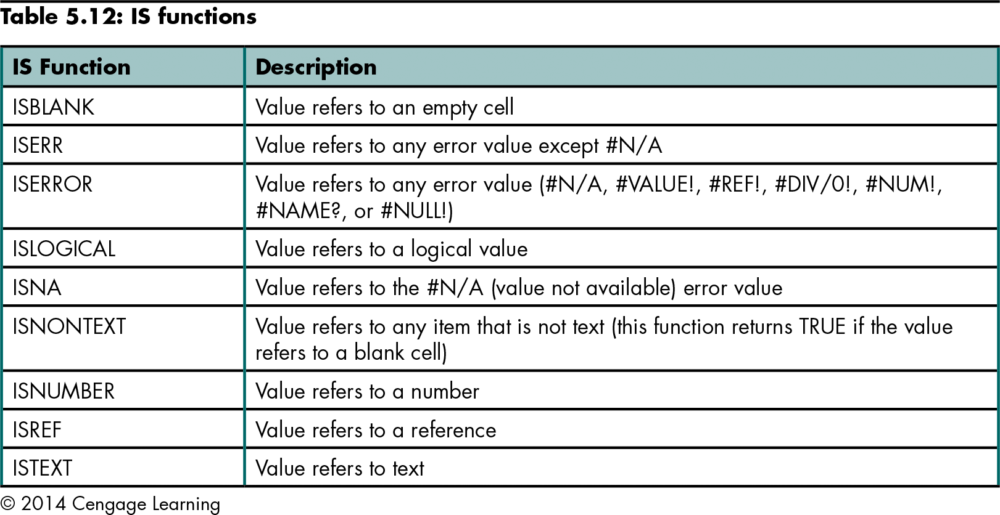 Table 5.12: IS functions
IS Function Description
ISBLANK Value refers to an empty cell
ISERR Value refers to any error value except #N/A
ISERROR Value refers to any error value (#N/A, #VALUE!, #REF!, #DIV/0!, #NUM!,
#NAME?, or #NULL!)
ISLOGICAL Value refers to a logical value
ISNA Value refers to the #N/A (value not available) error value
ISNONTEXT Value refers to any item that is not text (this function returns TRUE if the value
refers to a blank cell)
ISNUMBER Value refers to a number
ISREF Value refers to a reference
ISTEXT Value refers to text
© 2014 Cengage Learning